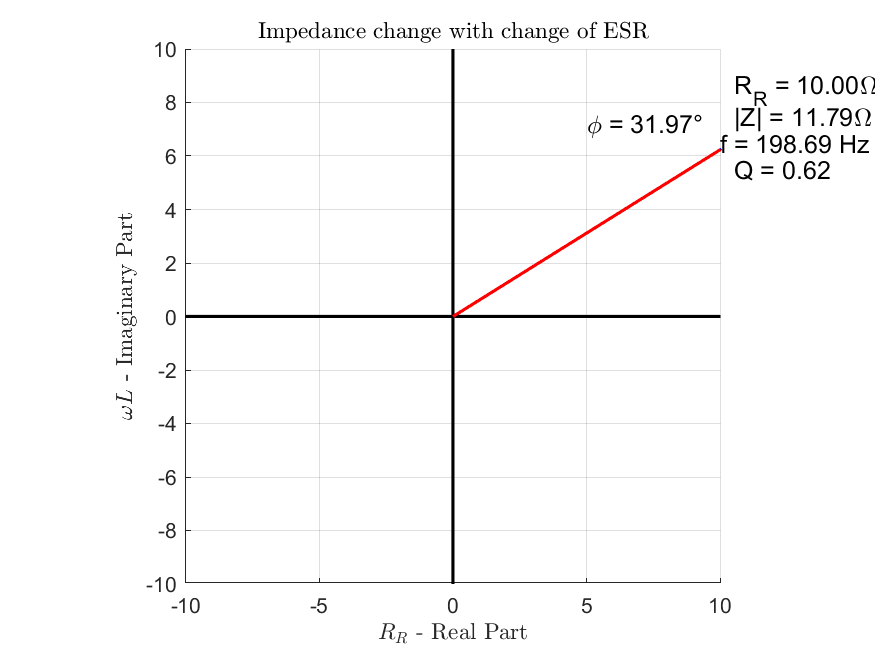 Impedance change with change of ESR
10
8
6
4
2
0
-2
-4
-6
-8
-10
ωL - Imaginary Part
ϕ = 31.97°
R_R = 10.00Ω
|Z| = 11.79Ω
f = 198.69 Hz
Q = 0.62
-10
-5
0
5
10
R_R - Real Part